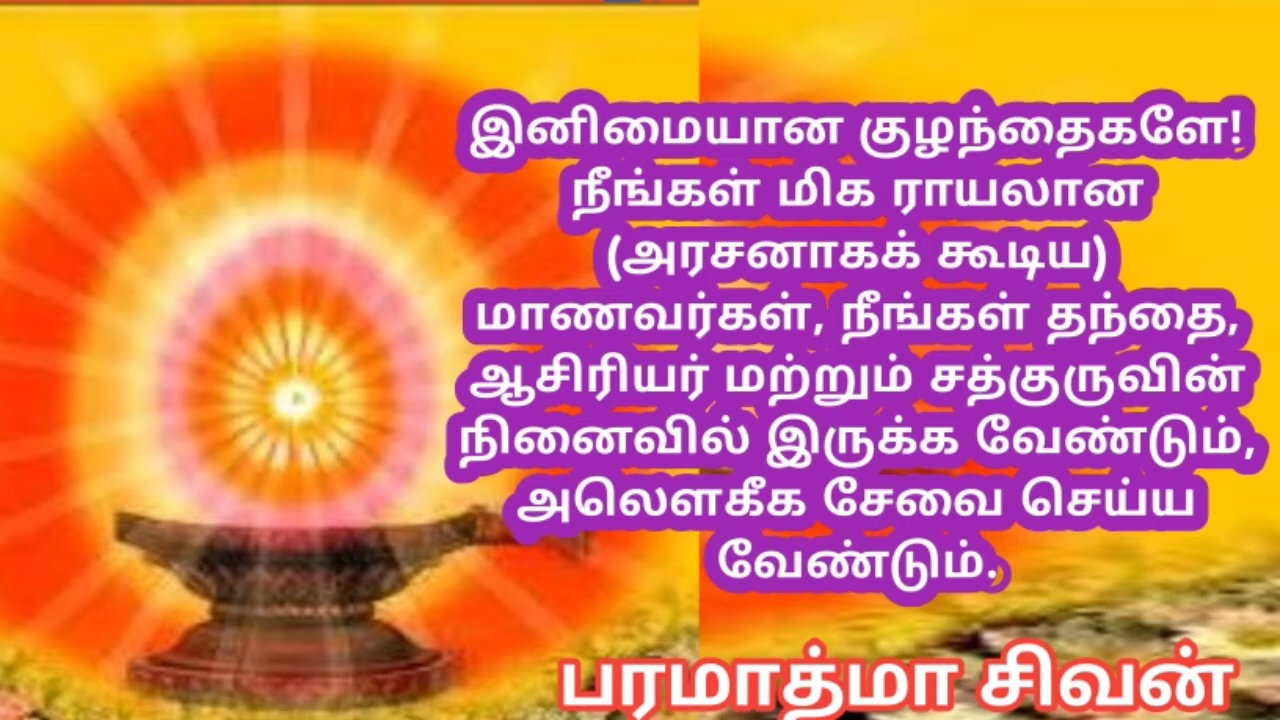 இனிமையான குழந்தைகளே!
நீங்கள் மிக ராயலான
(அரசனாகக் கூடிய)
மாணவர்கள், நீங்கள் தந்தை,
ஆசிரியர் மற்றும் சத்குருவின்
நினைவில் இருக்க வேண்டும்,
அலௌகீக சேவை செய்ய
வேண்டும்.
பரமாத்மா சிவன்